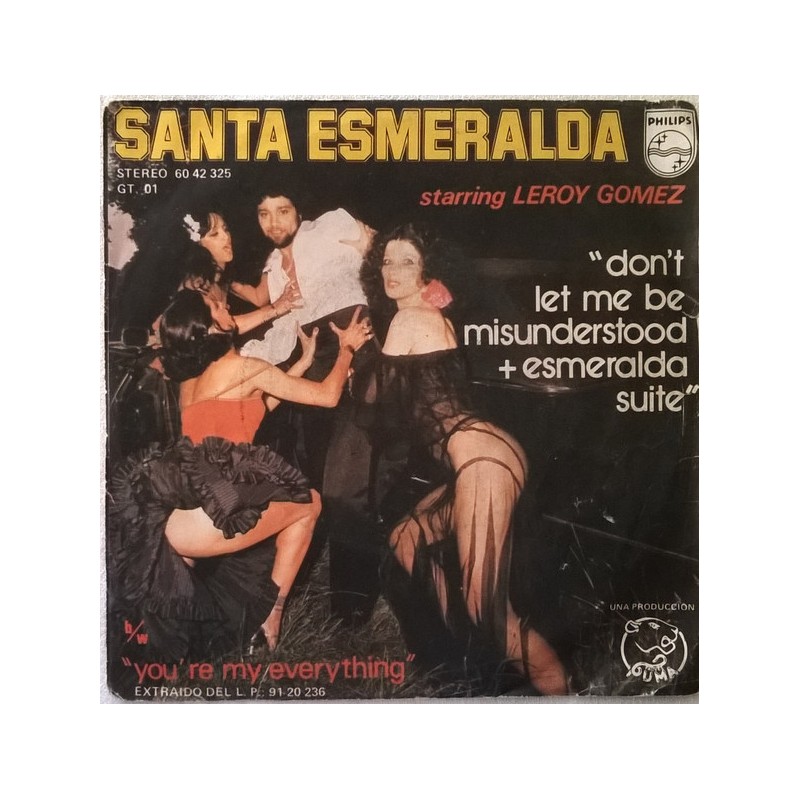 SANTA ESMERALDA
PHILIPS
STEREO 60 42 325
GT. 01
starring LEROY GOMEZ
"don't
let me be
misunderstood
+ esmeralda
suite"
UNA PRODUCCION
PUMA
b/w
"you're my everything"
EXTRAIDO DEL L. P.: 91 20 236